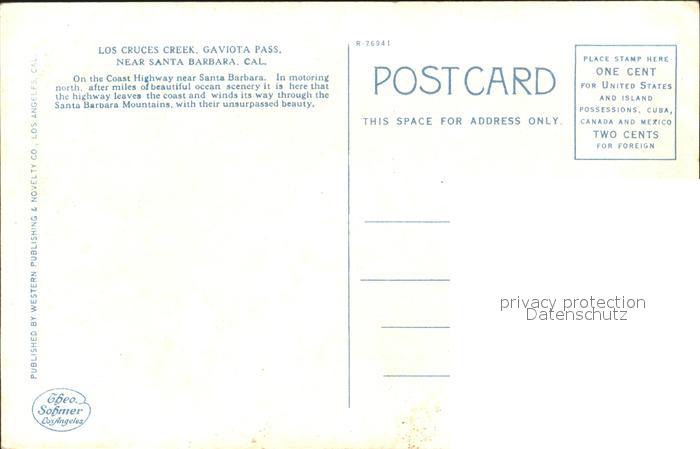 LOS CRUCES CREEK, GAVIOTA PASS,
NEAR SANTA BARBARA, CAL.
On the Coast Highway near Santa Barbara. In motoring
north, after miles of beautiful ocean scenery it is here that
the highway leaves the coast and winds its way through the
Santa Barbara Mountains, with their unsurpassed beauty.
PUBLISHED BY WESTERN PUBLISHING & NOVELTY CO., LOS ANGELES, CAL.
Theo.
Sohmer
Los Angeles
R-76941
POSTCARD
THIS SPACE FOR ADDRESS ONLY.
PLACE STAMP HERE
ONE CENT
FOR UNITED STATES
AND ISLAND
POSSESSIONS, CUBA,
CANADA AND MEXICO
TWO CENTS
FOR FOREIGN
privacy protection
Datenschutz